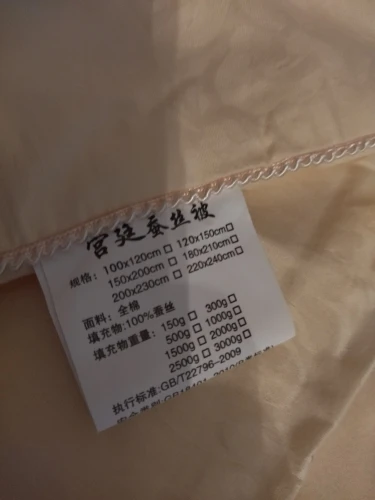 宫廷蚕丝被
规格：100x120cm□ 120x150cm□
150x200cm□ 180x210cm□
200x230cm□ 220x240cm□
面料：全棉
填充物:100%蚕丝
填充物重量：150g□ 300g□
500g□ 1000g□
1500g□ 2000g□
2500g□ 3000g□
执行标准:GB/T22796-2009